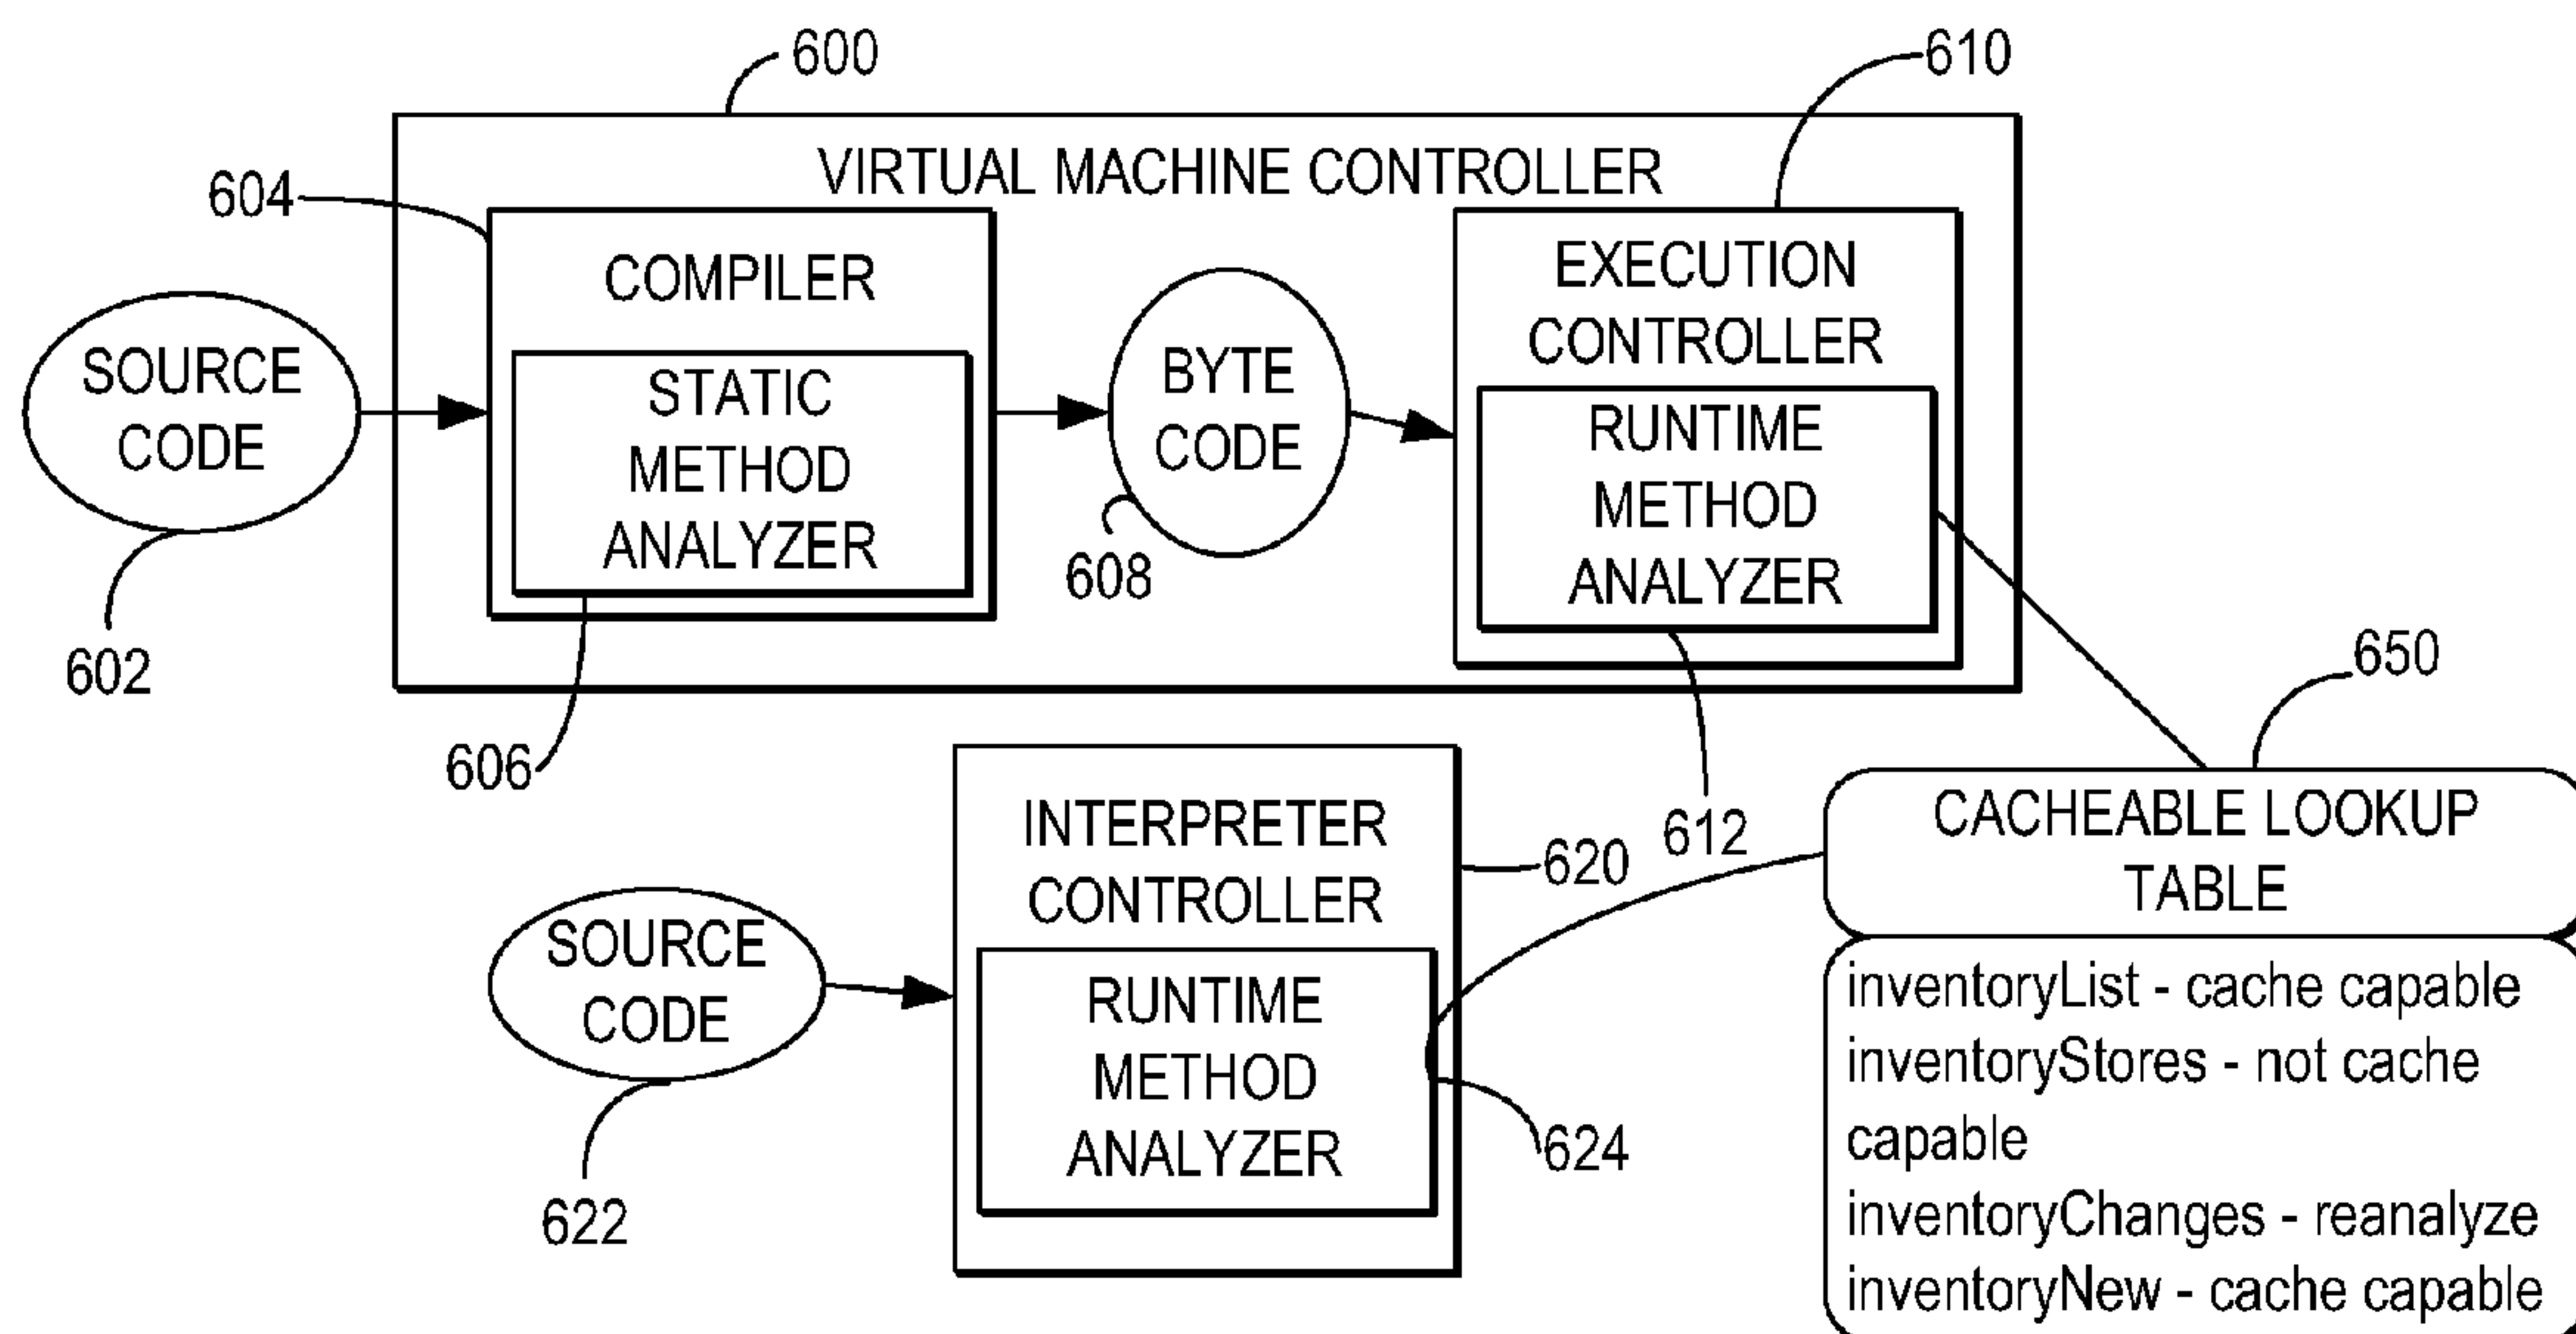 600
610
VIRTUAL MACHINE CONTROLLER
604
COMPILER
EXECUTION
CONTROLLER
SOURCE
CODE
STATIC
METHOD
ANALYZER
BYTE
CODE
RUNTIME
METHOD
ANALYZER
608
602
606
612
650
INTERPRETER
CONTROLLER
620
CACHEABLE LOOKUP
TABLE
SOURCE
CODE
RUNTIME
METHOD
ANALYZER
622
624
inventoryList - cache capable
inventoryStores - not cache
capable
inventoryChanges - reanalyze
inventoryNew - cache capable